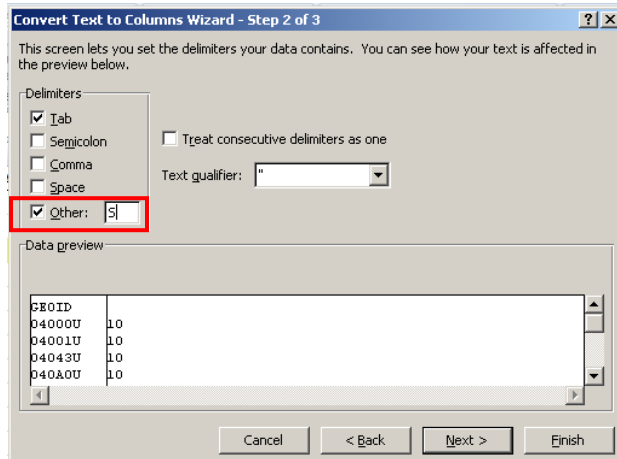 Convert Text to Columns Wizard - Step 2 of 3
This screen lets you set the delimiters your data contains. You can see how your text is affected in
the preview below.
Delimiters
Tab
Semicolon
Comma
Space
Other: S
Treat consecutive delimiters as one
Text qualifier: "
Data preview
GEOID
04000U 10
04001U 10
04043U 10
040A0U 10
Cancel
< Back
Next >
Finish